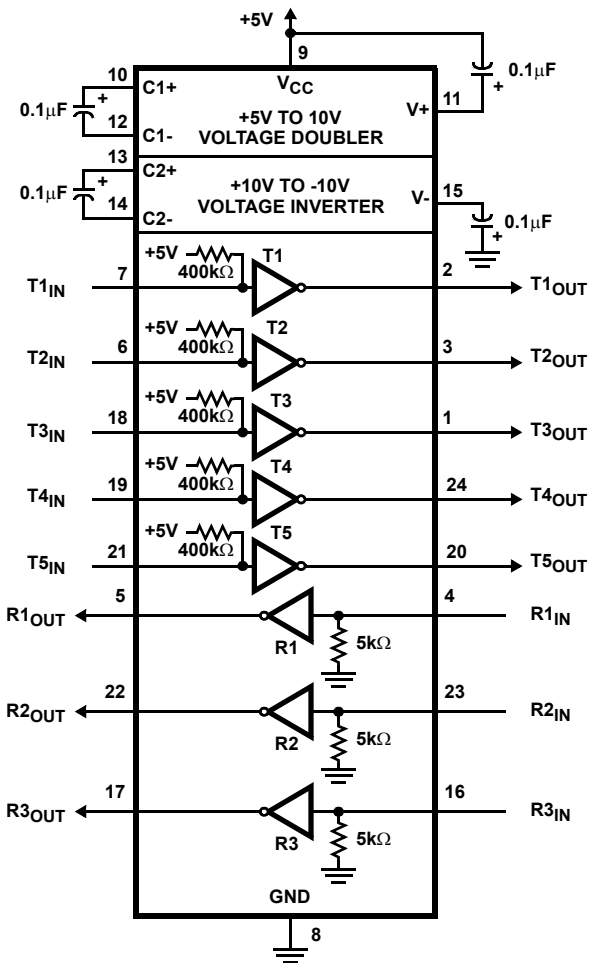 +5V
9
10
C1+
VCC
0.1μF
+
0.1μF
+
11
V+
12
C1-
+5V TO 10V
VOLTAGE DOUBLER
13
C2+
0.1μF
+
+10V TO -10V
VOLTAGE INVERTER
V-
15
14
C2-
0.1μF
+
+5V
400kΩ
T1
T1IN
7
2
T1OUT
+5V
400kΩ
T2
T2IN
6
3
T2OUT
+5V
400kΩ
T3
T3IN
18
1
T3OUT
+5V
400kΩ
T4
T4IN
19
24
T4OUT
+5V
400kΩ
T5
T5IN
21
20
T5OUT
R1OUT
5
4
R1IN
R1
5kΩ
R2OUT
22
23
R2IN
R2
5kΩ
R3OUT
17
16
R3IN
R3
5kΩ
GND
8